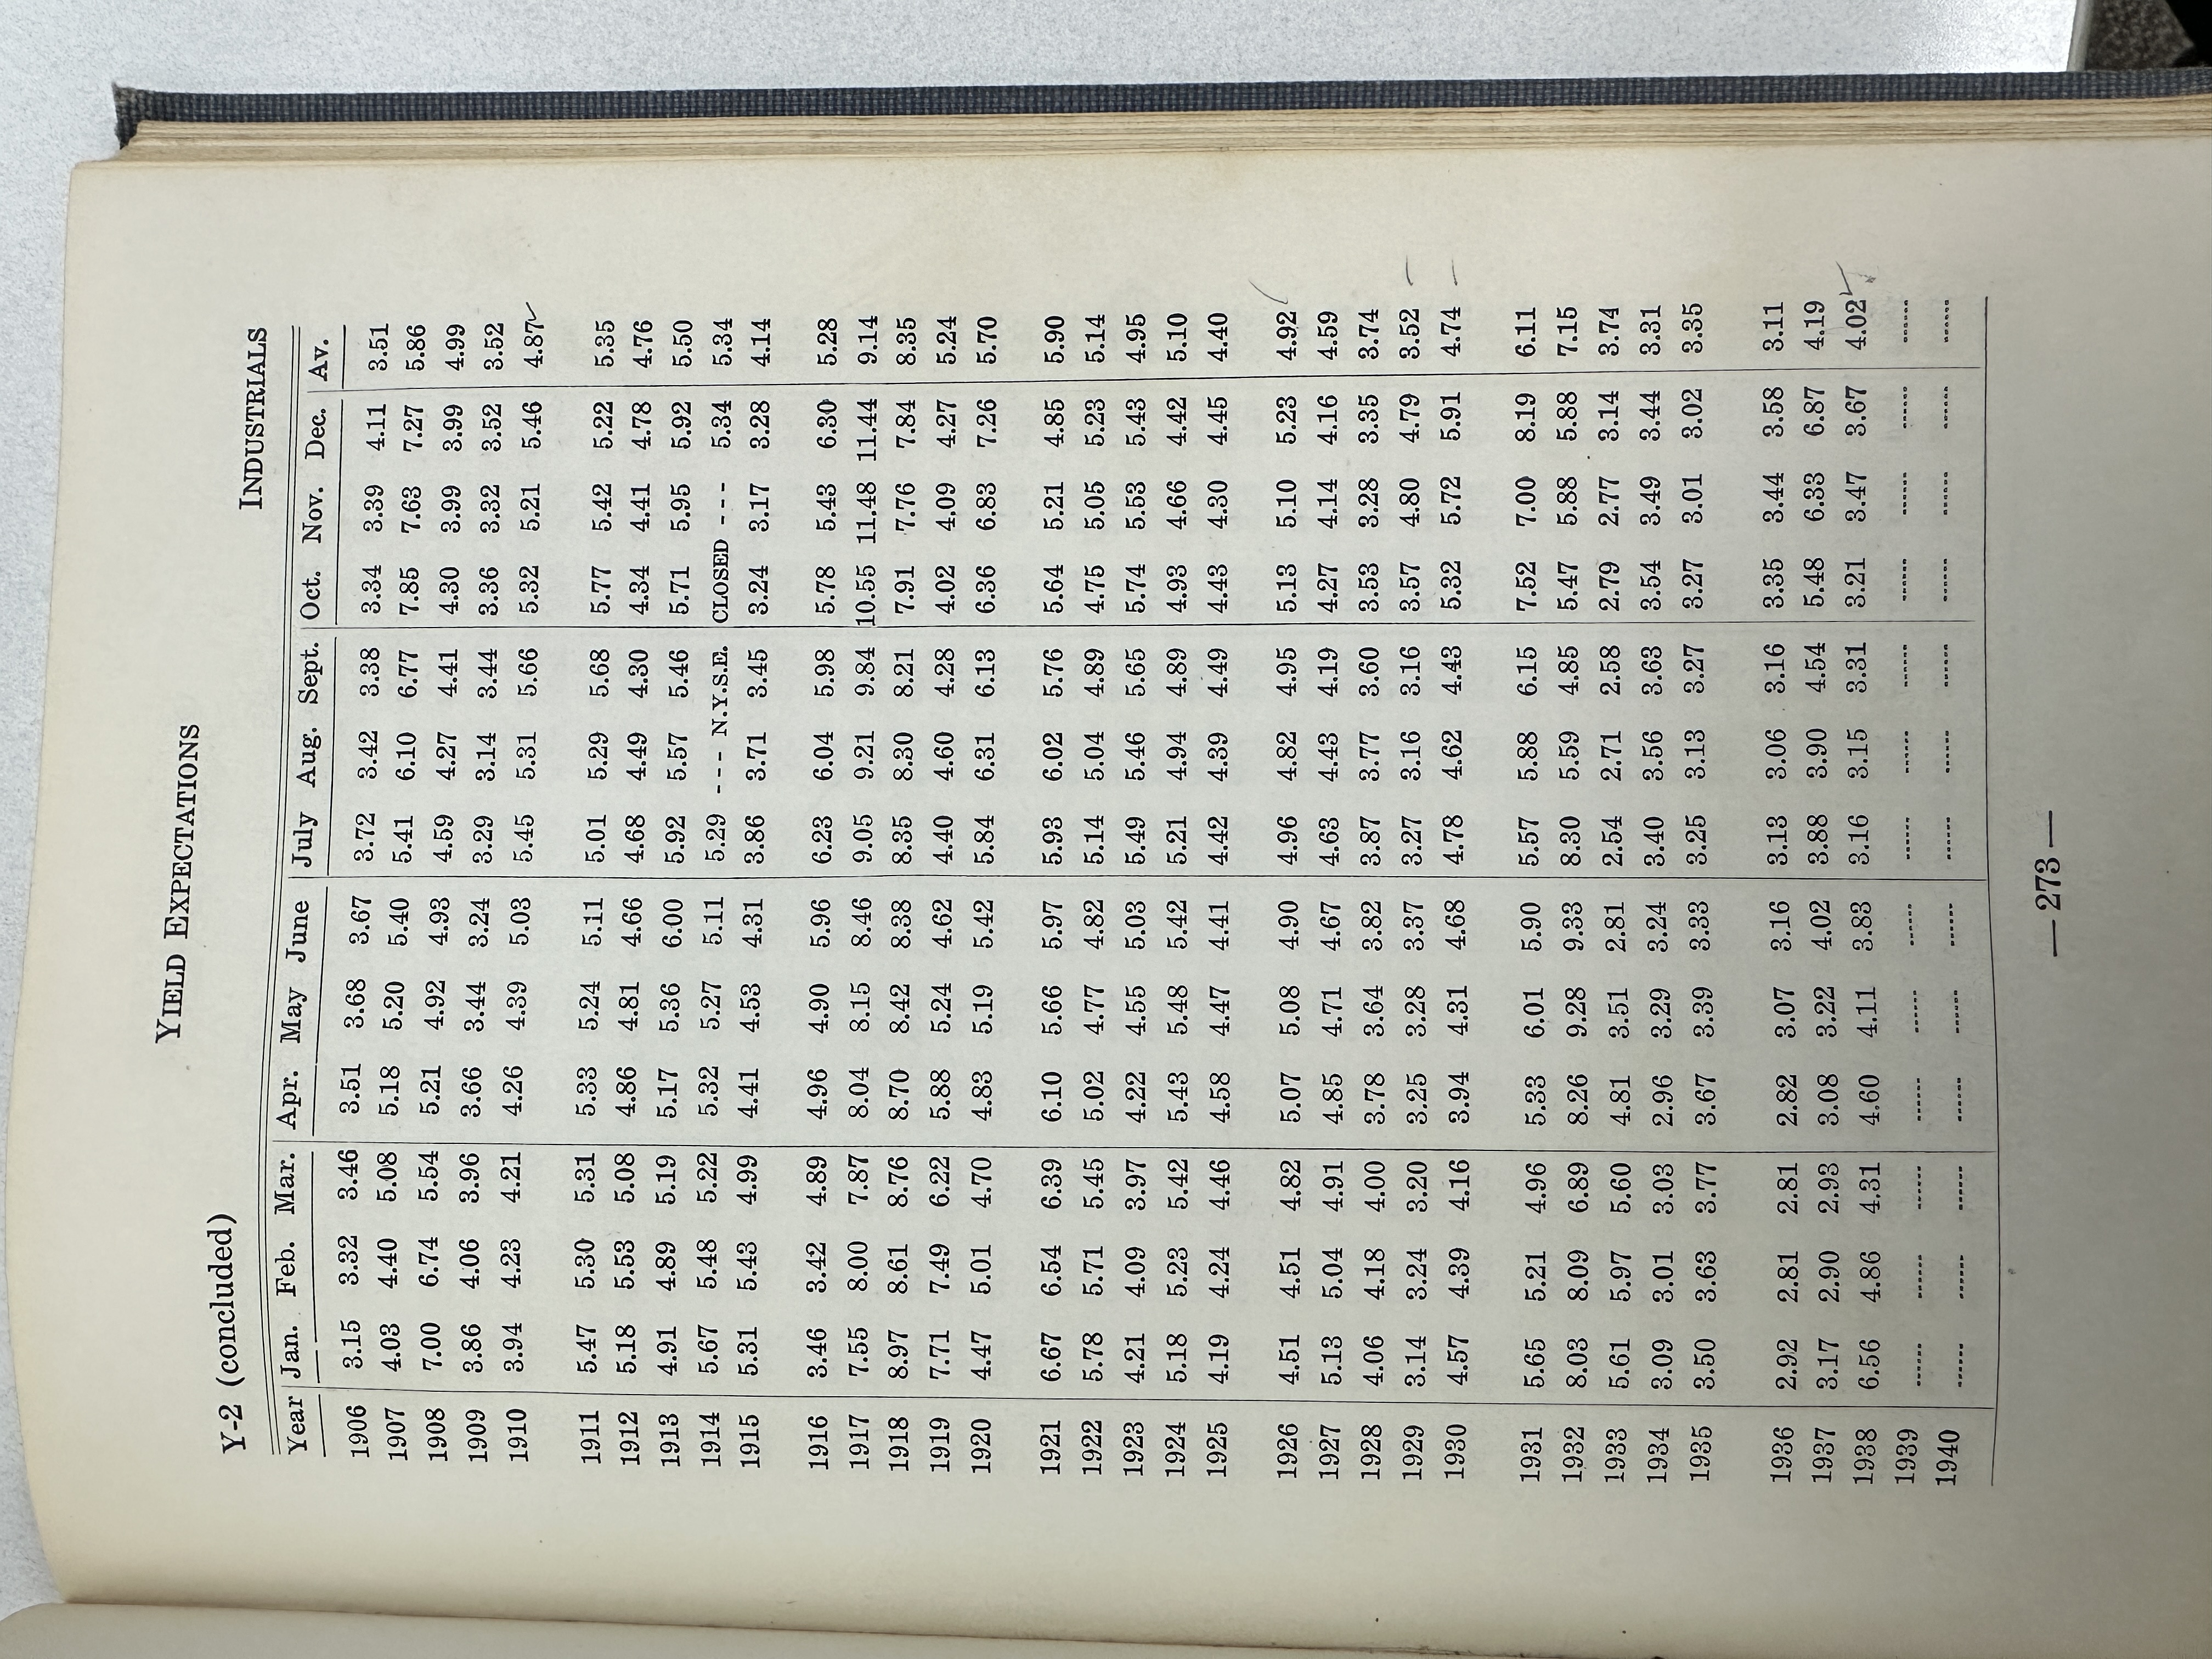 YIELD EXPECTATIONS
Y-2 (concluded)
INDUSTRIALS
Year Jan. Feb. Mar. Apr. May June July Aug. Sept. Oct. Nov. Dec. Av.
1906 3.15 3.32 3.46 3.51 3.68 3.67 3.72 3.42 3.38 3.34 3.39 4.11 3.51
1907 4.03 4.40 5.08 5.18 5.20 5.40 5.41 6.10 6.77 7.85 7.63 7.27 5.86
1908 7.00 6.74 5.54 5.21 4.92 4.93 4.59 4.27 4.41 4.30 3.99 3.99 4.99
1909 3.86 4.06 3.96 3.66 3.44 3.24 3.29 3.14 3.44 3.36 3.32 3.52 3.52
1910 3.94 4.23 4.21 4.26 4.39 5.03 5.45 5.31 5.66 5.32 5.21 5.46 4.87
1911 5.47 5.30 5.31 5.33 5.24 5.11 5.01 5.29 5.68 5.77 5.42 5.22 5.35
1912 5.18 5.53 5.08 4.86 4.81 4.66 4.68 4.49 4.30 4.34 4.41 4.78 4.76
1913 4.91 4.89 5.19 5.17 5.36 6.00 5.92 5.57 5.46 5.71 5.95 5.92 5.50
1914 5.67 5.48 5.22 5.32 5.27 5.11 5.29 --- N.Y.S.E. CLOSED --- 5.34 5.34
1915 5.31 5.43 4.99 4.41 4.53 4.31 3.86 3.71 3.45 3.24 3.17 3.28 4.14
1916 3.46 3.42 4.89 4.96 4.90 5.96 6.23 6.04 5.98 5.78 5.43 6.30 5.28
1917 7.55 8.00 7.87 8.04 8.15 8.46 9.05 9.21 9.84 10.55 11.48 11.44 9.14
1918 8.97 8.61 8.76 8.70 8.42 8.38 8.35 8.30 8.21 7.91 7.76 7.84 8.35
1919 7.71 7.49 6.22 5.88 5.24 4.62 4.40 4.60 4.28 4.02 4.09 4.27 5.24
1920 4.47 5.01 4.70 4.83 5.19 5.42 5.84 6.31 6.13 6.36 6.83 7.26 5.70
1921 6.67 6.54 6.39 6.10 5.66 5.97 5.93 6.02 5.76 5.64 5.21 4.85 5.90
1922 5.78 5.71 5.45 5.02 4.77 4.82 5.14 5.04 4.89 4.75 5.05 5.23 5.14
1923 4.21 4.09 3.97 4.22 4.55 5.03 5.49 5.46 5.65 5.74 5.53 5.43 4.95
1924 5.18 5.23 5.42 5.43 5.48 5.42 5.21 4.94 4.89 4.93 4.66 4.42 5.10
1925 4.19 4.24 4.46 4.58 4.47 4.41 4.42 4.39 4.49 4.43 4.30 4.45 4.40
1926 4.51 4.51 4.82 5.07 5.08 4.90 4.96 4.82 4.95 5.13 5.10 5.23 4.92
1927 5.13 5.04 4.91 4.85 4.71 4.67 4.63 4.43 4.19 4.27 4.14 4.16 4.59
1928 4.06 4.18 4.00 3.78 3.64 3.82 3.87 3.77 3.60 3.53 3.28 3.35 3.74
1929 3.14 3.24 3.20 3.25 3.28 3.37 3.27 3.16 3.16 3.57 4.80 4.79 3.52
1930 4.57 4.39 4.16 3.94 4.31 4.68 4.78 4.62 4.43 5.32 5.72 5.91 4.74
1931 5.65 5.21 4.96 5.33 6.01 5.90 5.57 5.88 6.15 7.52 7.00 8.19 6.11
1932 8.03 8.09 6.89 8.26 9.28 9.33 8.30 5.59 4.85 5.47 5.88 5.88 7.15
1933 5.61 5.97 5.60 4.81 3.51 2.81 2.54 2.71 2.58 2.79 2.77 3.14 3.74
1934 3.09 3.01 3.03 2.96 3.29 3.24 3.40 3.56 3.63 3.54 3.49 3.44 3.31
1935 3.50 3.63 3.77 3.67 3.39 3.33 3.25 3.13 3.27 3.27 3.01 3.02 3.35
1936 2.92 2.81 2.81 2.82 3.07 3.16 3.13 3.06 3.16 3.35 3.44 3.58 3.11
1937 3.17 2.90 2.93 3.08 3.22 4.02 3.88 3.90 4.54 5.48 6.33 6.87 4.19
1938 6.56 4.86 4.31 4.60 4.11 3.83 3.16 3.15 3.31 3.21 3.47 3.67 4.02
1939 ...... ...... ...... ...... ...... ...... ...... ...... ...... ...... ...... ...... ......
1940 ...... ...... ...... ...... ...... ...... ...... ...... ...... ...... ...... ...... ......
— 273 —